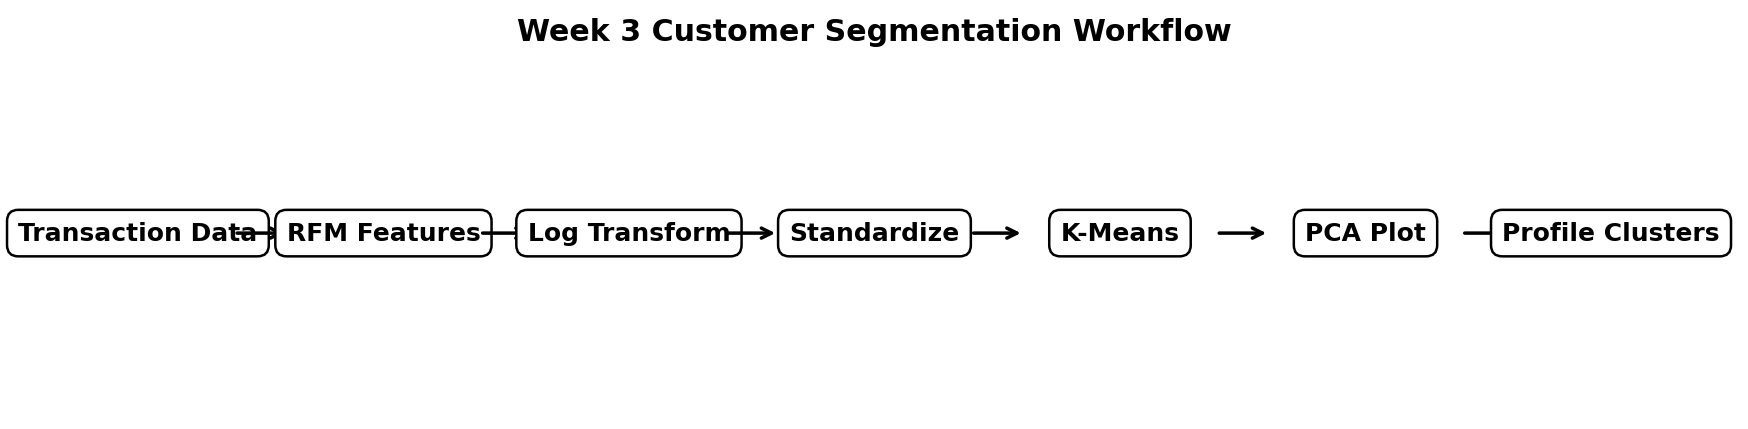 Week 3 Customer Segmentation Workflow
Transaction Data
RFM Features
Log Transform
Standardize
K-Means
PCA Plot
Profile Clusters